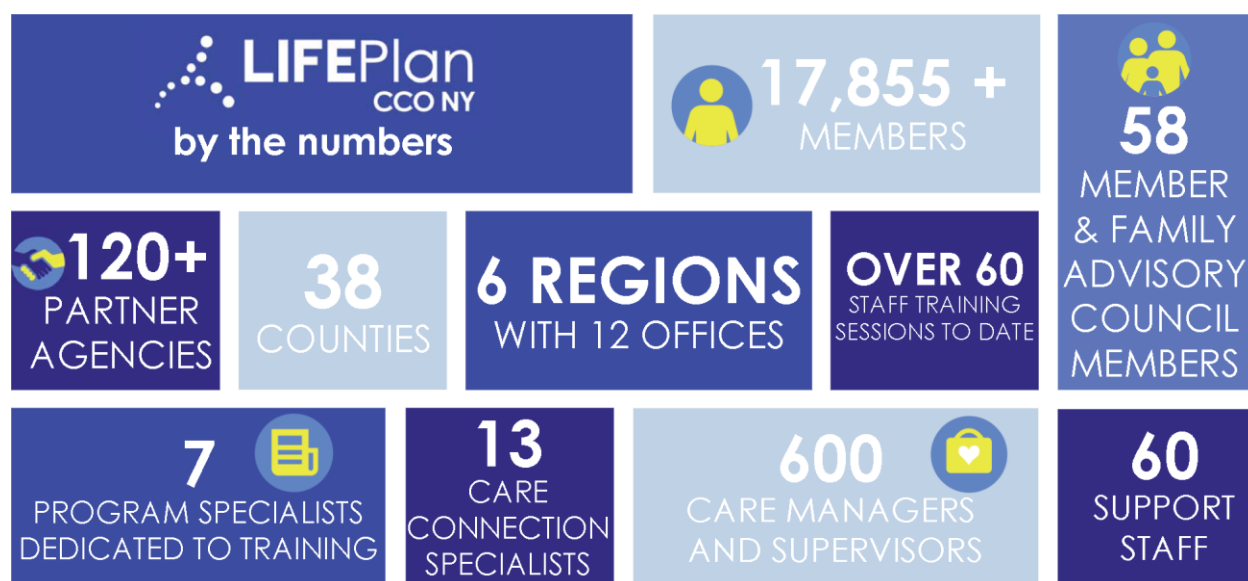 LIFEPlan
CCO NY
by the numbers
17,855 +
MEMBERS
58
MEMBER
& FAMILY
ADVISORY
COUNCIL
MEMBERS
120+
PARTNER
AGENCIES
38
COUNTIES
6 REGIONS
WITH 12 OFFICES
OVER 60
STAFF TRAINING
SESSIONS TO DATE
7
PROGRAM SPECIALISTS
DEDICATED TO TRAINING
13
CARE
CONNECTION
SPECIALISTS
600
CARE MANAGERS
AND SUPERVISORS
60
SUPPORT
STAFF